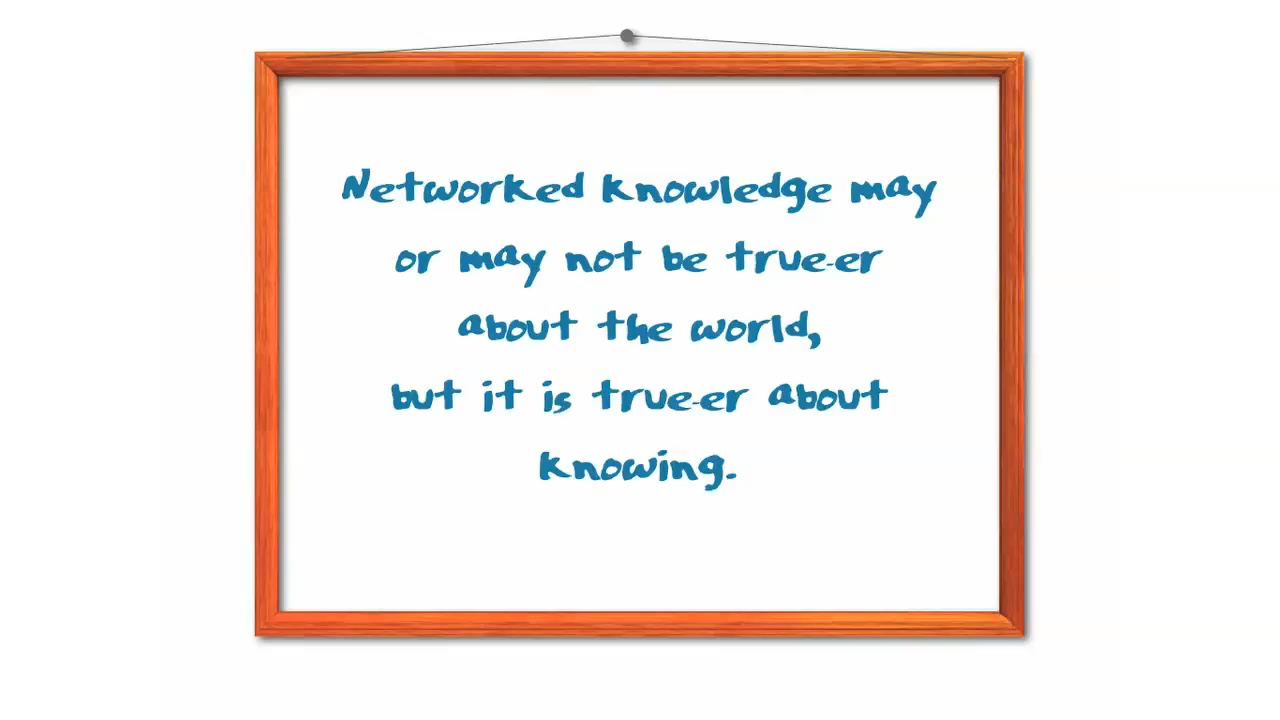 Networked knowledge may
or may not be true-er
about the world,
but it is true-er about
knowing.